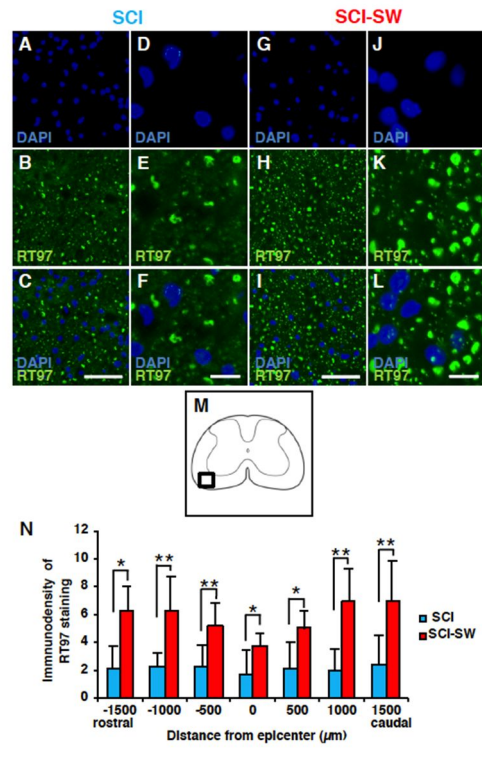 SCI SCI-SW
A D G J
DAPI DAPI DAPI DAPI
B E H K
RT97 RT97 RT97 RT97
C F I L
DAPI DAPI DAPI DAPI
RT97 RT97 RT97 RT97
M
N
Immnunodensity of
RT97 staining
12
10
8
6
4
2
0
* ** ** * * ** **
SCI
SCI-SW
-1500 -1000 -500 0 500 1000 1500
rostral caudal
Distance from epicenter (μm)